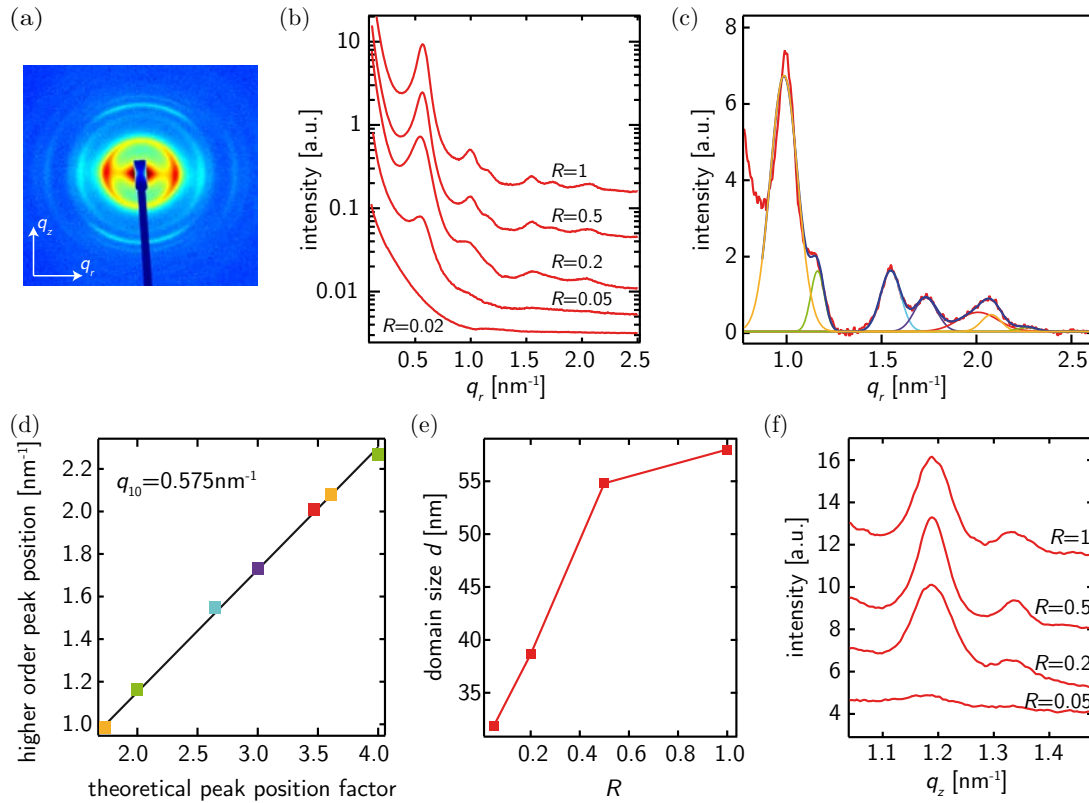 (a)
q_z
q_r
(b)
intensity [a.u.]
10
1
0.1
0.01
R=1
R=0.5
R=0.2
R=0.05
R=0.02
0.5 1.0 1.5 2.0 2.5
q_r [nm⁻¹]
(c)
intensity [a.u.]
8
6
4
2
0
1.0 1.5 2.0 2.5
q_r [nm⁻¹]
(d)
higher order peak position [nm⁻¹]
2.2
2.0
1.8
1.6
1.4
1.2
1.0
q₁₀=0.575nm⁻¹
2.0 2.5 3.0 3.5 4.0
theoretical peak position factor
(e)
domain size d [nm]
55
50
45
40
35
0.2 0.4 0.6 0.8 1.0
R
(f)
intensity [a.u.]
16
14
12
10
8
6
4
R=1
R=0.5
R=0.2
R=0.05
1.1 1.2 1.3 1.4
q_z [nm⁻¹]